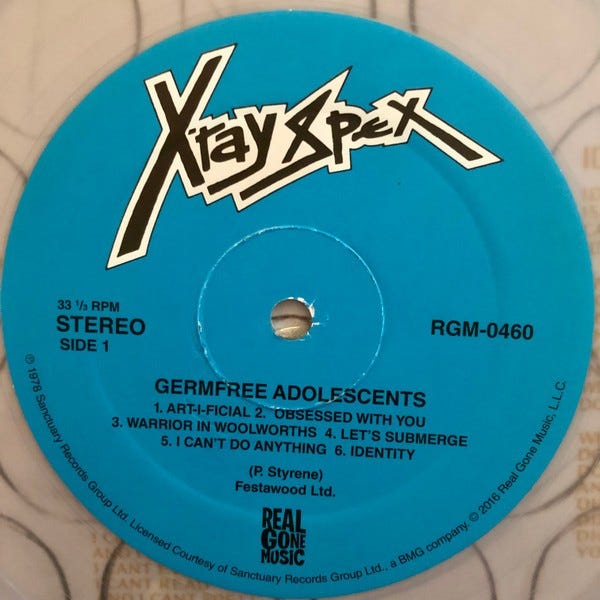 X-ray Spex
33 ⅓ RPM
STEREO
SIDE 1
RGM-0460
GERMFREE ADOLESCENTS
1. ART-I-FICIAL 2. OBSESSED WITH YOU
3. WARRIOR IN WOOLWORTHS 4. LET'S SUBMERGE
5. I CAN'T DO ANYTHING 6. IDENTITY
(P. Styrene)
Festawood Ltd.
REAL
GONE
MUSIC
℗ 1978 Sanctuary Records Group Ltd. Licensed Courtesy of Sanctuary Records Group Ltd., a BMG company. © 2016 Real Gone Music, L.L.C.